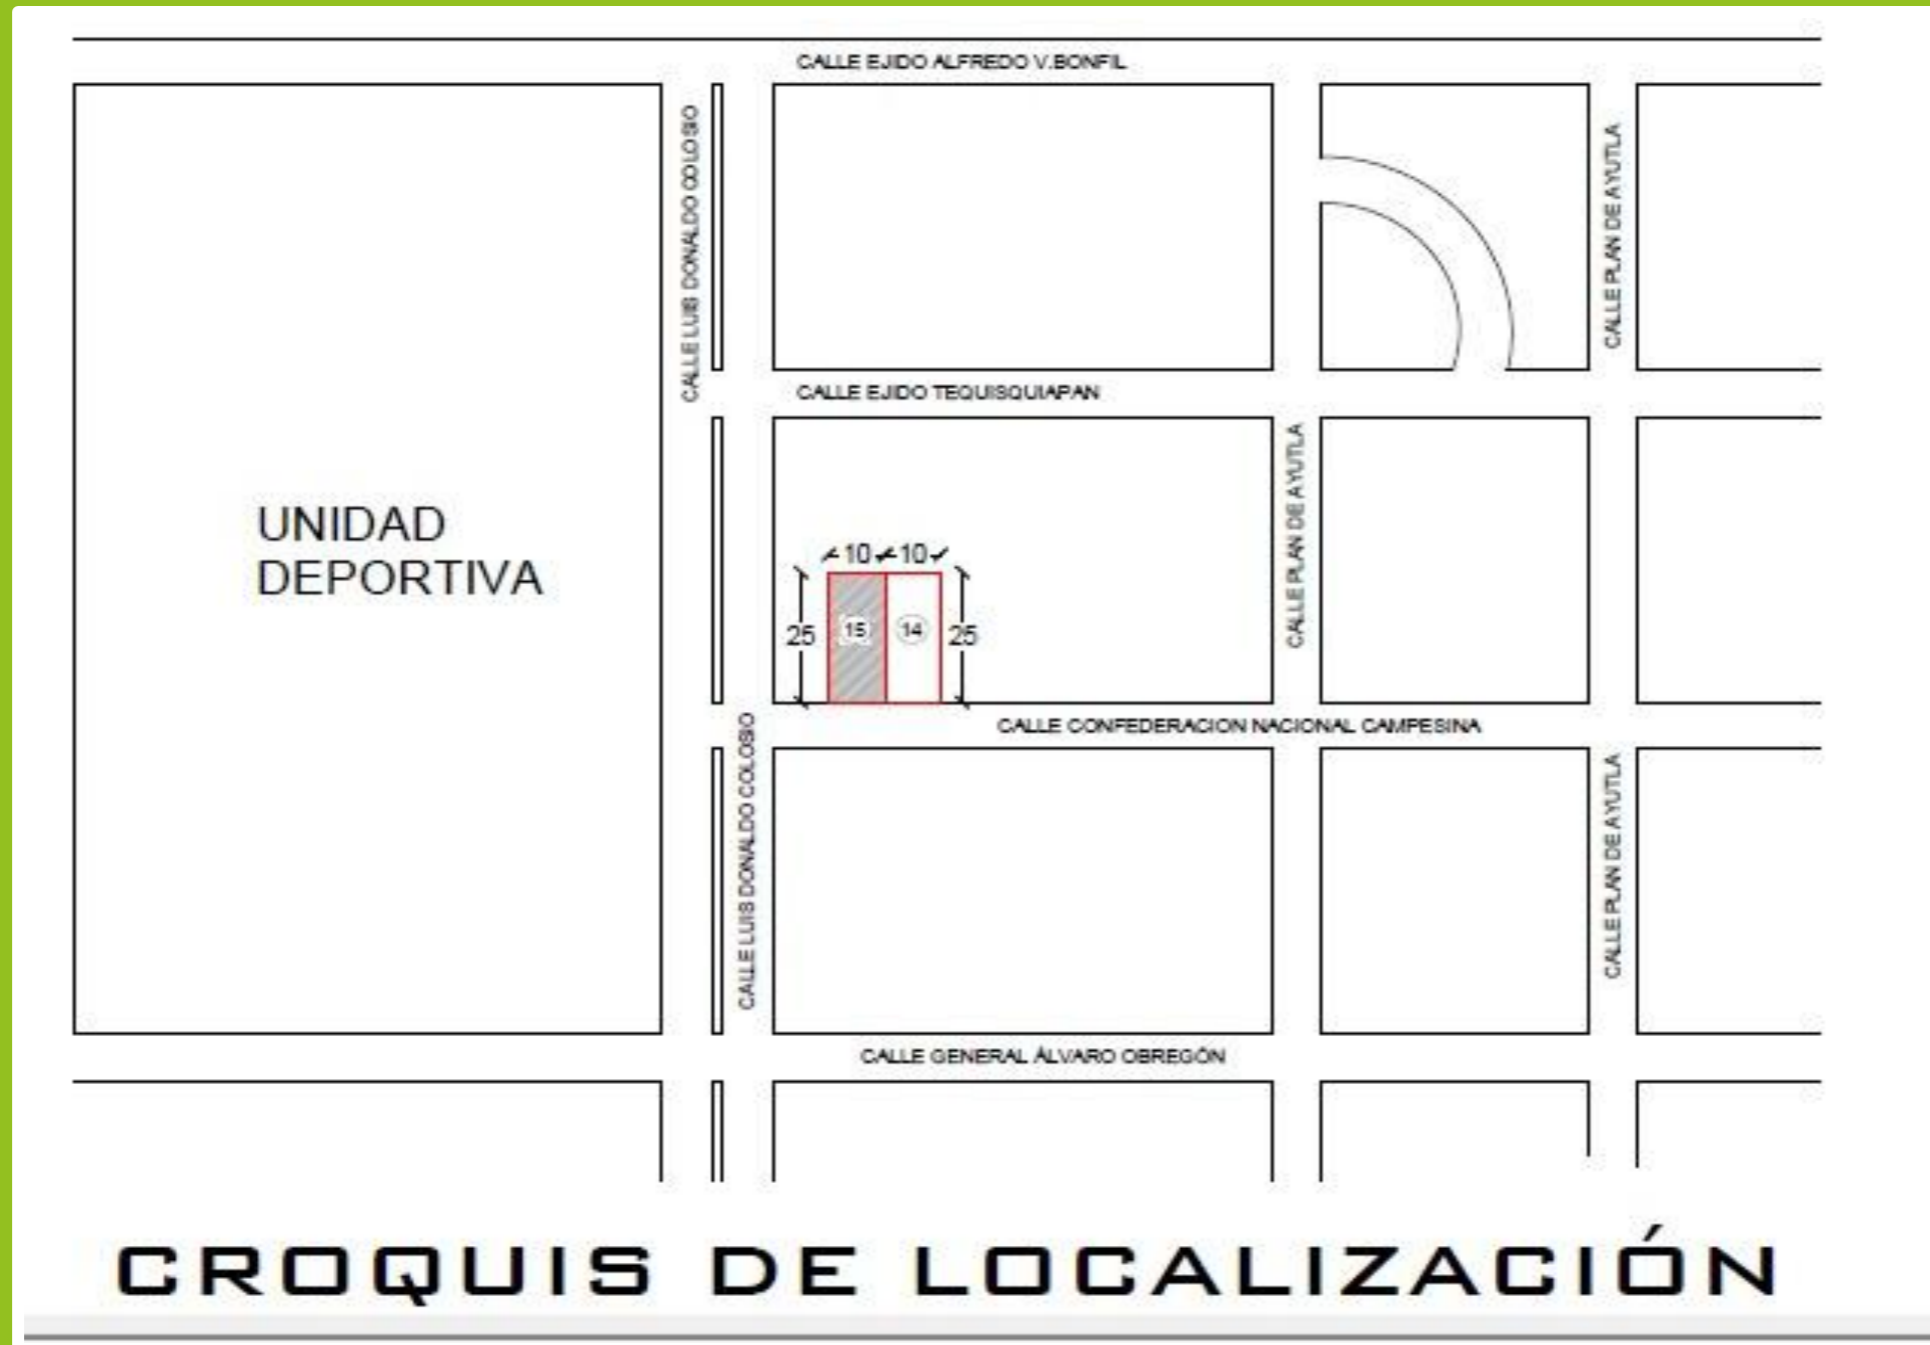 CALLE EJIDO ALFREDO V.BONFIL
CALLE LUIS DONALDO COLOSIO
CALLE PLAN DE AYUTLA
CALLE EJIDO TEQUISQUIAPAN
CALLE PLAN DE AYUTLA
UNIDAD
DEPORTIVA
10 10
25 15 14 25
CALLE CONFEDERACION NACIONAL CAMPESINA
CALLE LUIS DONALDO COLOSIO
CALLE PLAN DE AYUTLA
CALLE GENERAL ÁLVARO OBREGÓN
CROQUIS DE LOCALIZACIÓN